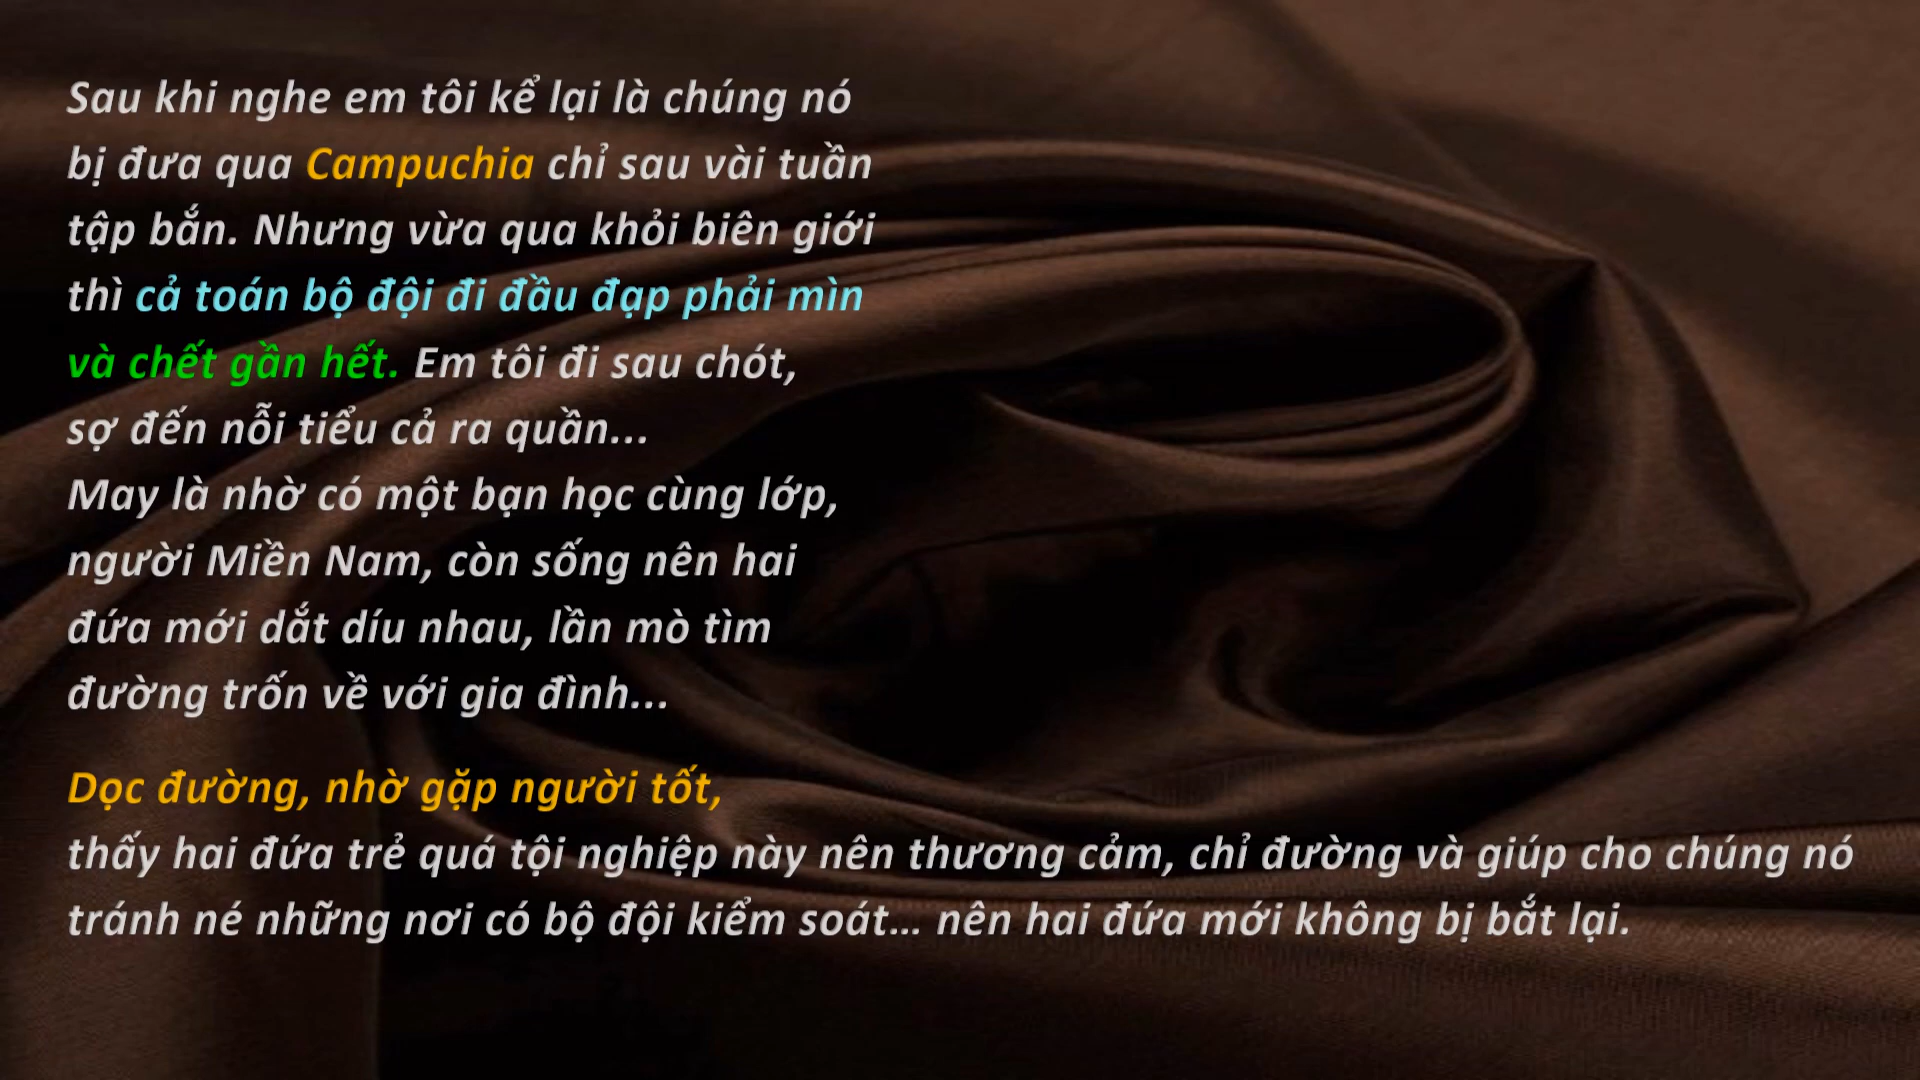 Sau khi nghe em tôi kể lại là chúng nó
bị đưa qua Campuchia chỉ sau vài tuần
tập bắn. Nhưng vừa qua khỏi biên giới
thì cả toán bộ đội đi đầu đạp phải mìn
và chết gần hết. Em tôi đi sau chót,
sợ đến nỗi tiểu cả ra quần...
May là nhờ có một bạn học cùng lớp,
người Miền Nam, còn sống nên hai
đứa mới dắt díu nhau, lần mò tìm
đường trốn về với gia đình...
Dọc đường, nhờ gặp người tốt,
thấy hai đứa trẻ quá tội nghiệp này nên thương cảm, chỉ đường và giúp cho chúng nó
tránh né những nơi có bộ đội kiểm soát... nên hai đứa mới không bị bắt lại.